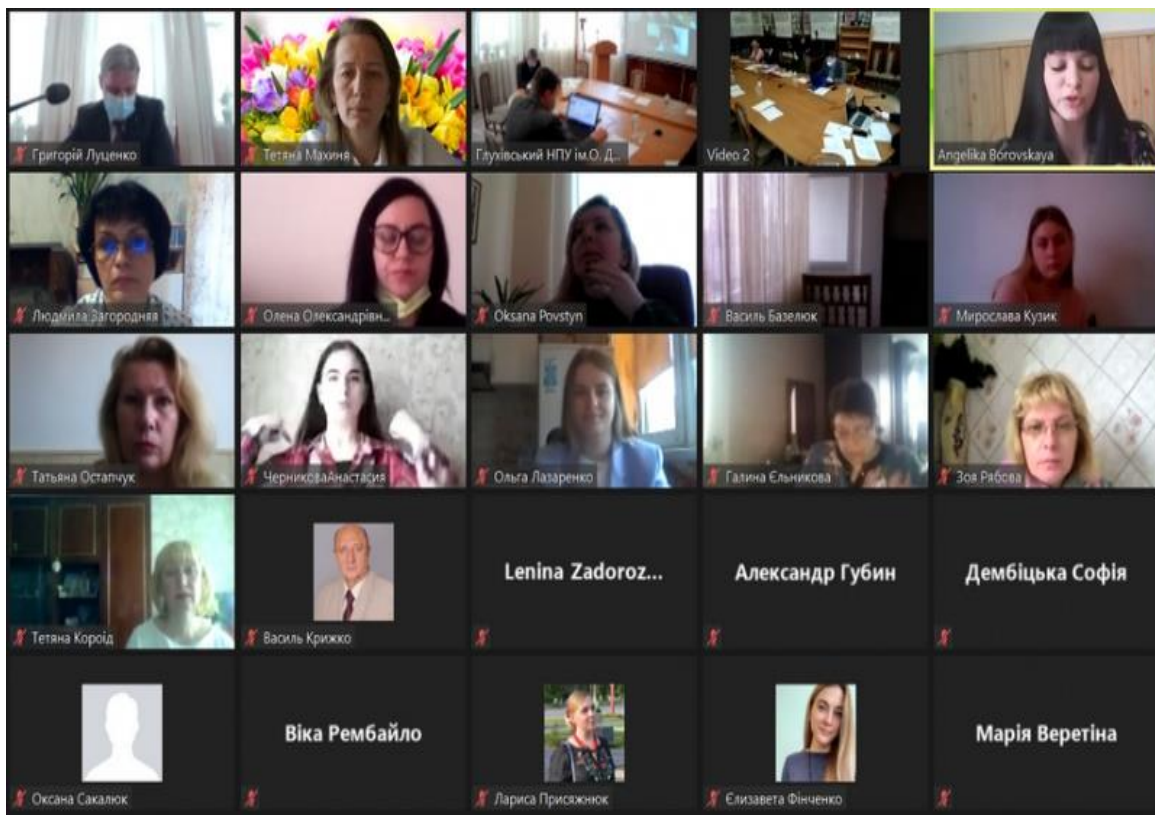 Григорій Луценко
Тетяна Махиня
Глухівський НПУ ім.О. Д...
Video 2
Angelika Borovskaya
Людмила Загородняя
Олена Олександрівн...
Oksana Povstyn
Василь Базелюк
Мирослава Кузик
Татьяна Остапчук
ЧерниковаАнастасия
Ольга Лазаренко
Галина Єльникова
Зоя Рябова
Тетяна Короід
Василь Крижко
Lenina Zadoroz...
Александр Губин
Дембіцька Софія
Оксана Сакалюк
Віка Рембайло
Лариса Присяжнюк
Єлизавета Фінченко
Марія Веретіна